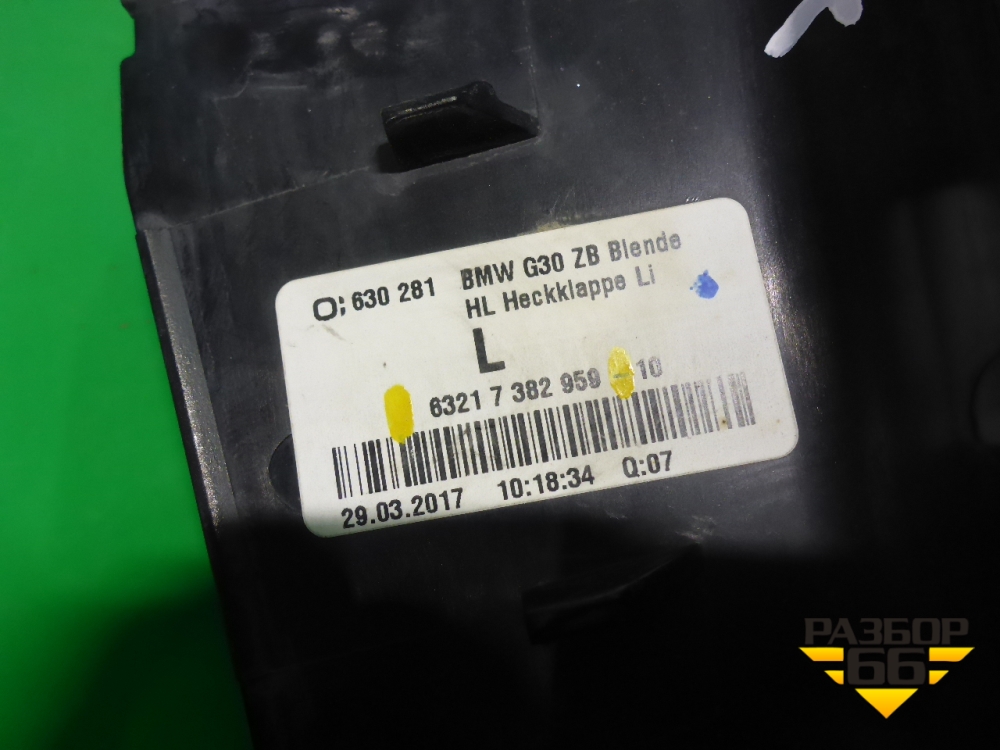 O; 630 281 BMW G30 ZB Blende
HL Heckklappe Li
L
6321 7 382 959 - 10
29.03.2017 10:18:34 Q:07
РАЗБОР
66